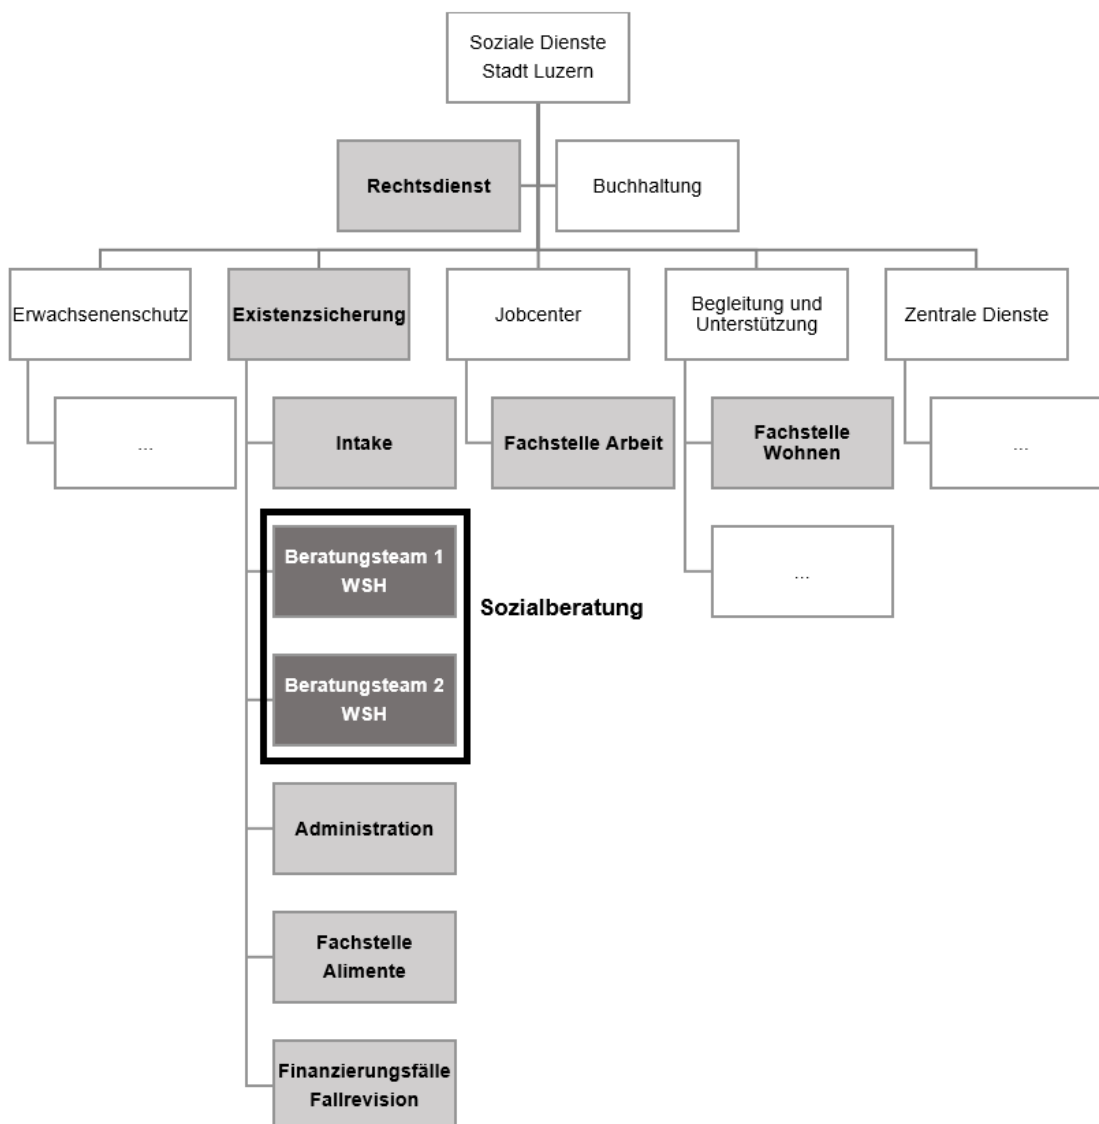 Soziale Dienste
Stadt Luzern
Rechtsdienst
Buchhaltung
Erwachsenenschutz
Existenzsicherung
Jobcenter
Begleitung und
Unterstützung
Zentrale Dienste
...
Intake
Fachstelle Arbeit
Fachstelle
Wohnen
...
Beratungsteam 1
WSH
...
Sozialberatung
Beratungsteam 2
WSH
Administration
Fachstelle
Alimente
Finanzierungsfälle
Fallrevision